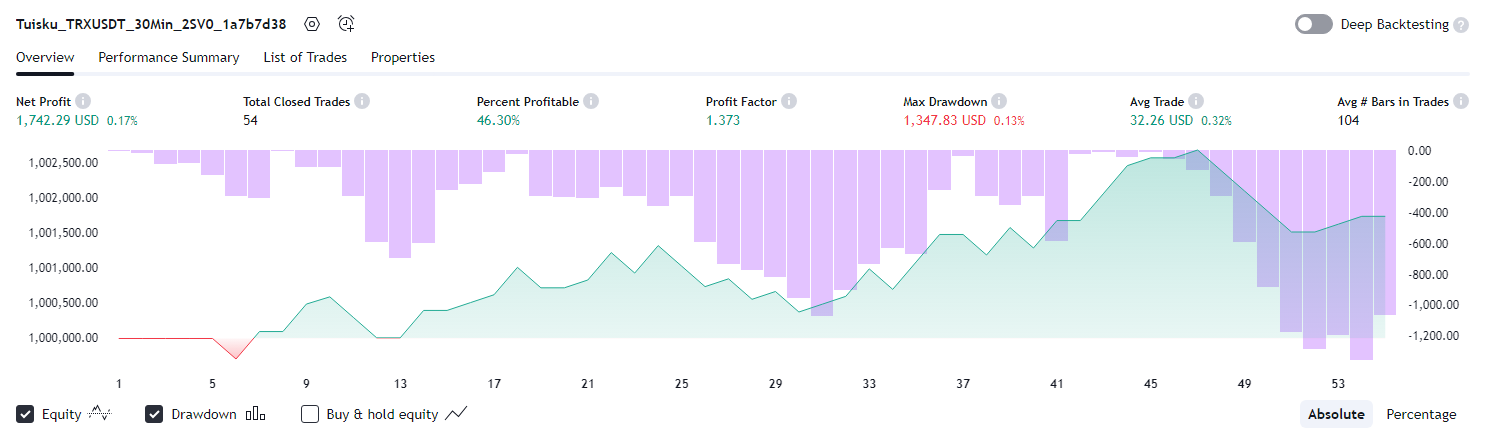 Tuisku_TRXUSDT_30Min_2SV0_1a7b7d38 Deep Backtesting ?
Overview Performance Summary List of Trades Properties
Net Profit i Total Closed Trades i Percent Profitable i Profit Factor i Max Drawdown i Avg Trade i Avg # Bars in Trades i
1,742.29 USD 0.17% 54 46.30% 1.373 1,347.83 USD 0.13% 32.26 USD 0.32% 104
1,002,500.00 0.00
1,002,000.00 -200.00
1,001,500.00 -400.00
1,001,000.00 -600.00
1,000,500.00 -800.00
1,000,000.00 -1,000.00
-1,200.00
1 5 9 13 17 21 25 29 33 37 41 45 49 53
Equity Drawdown Buy & hold equity Absolute Percentage